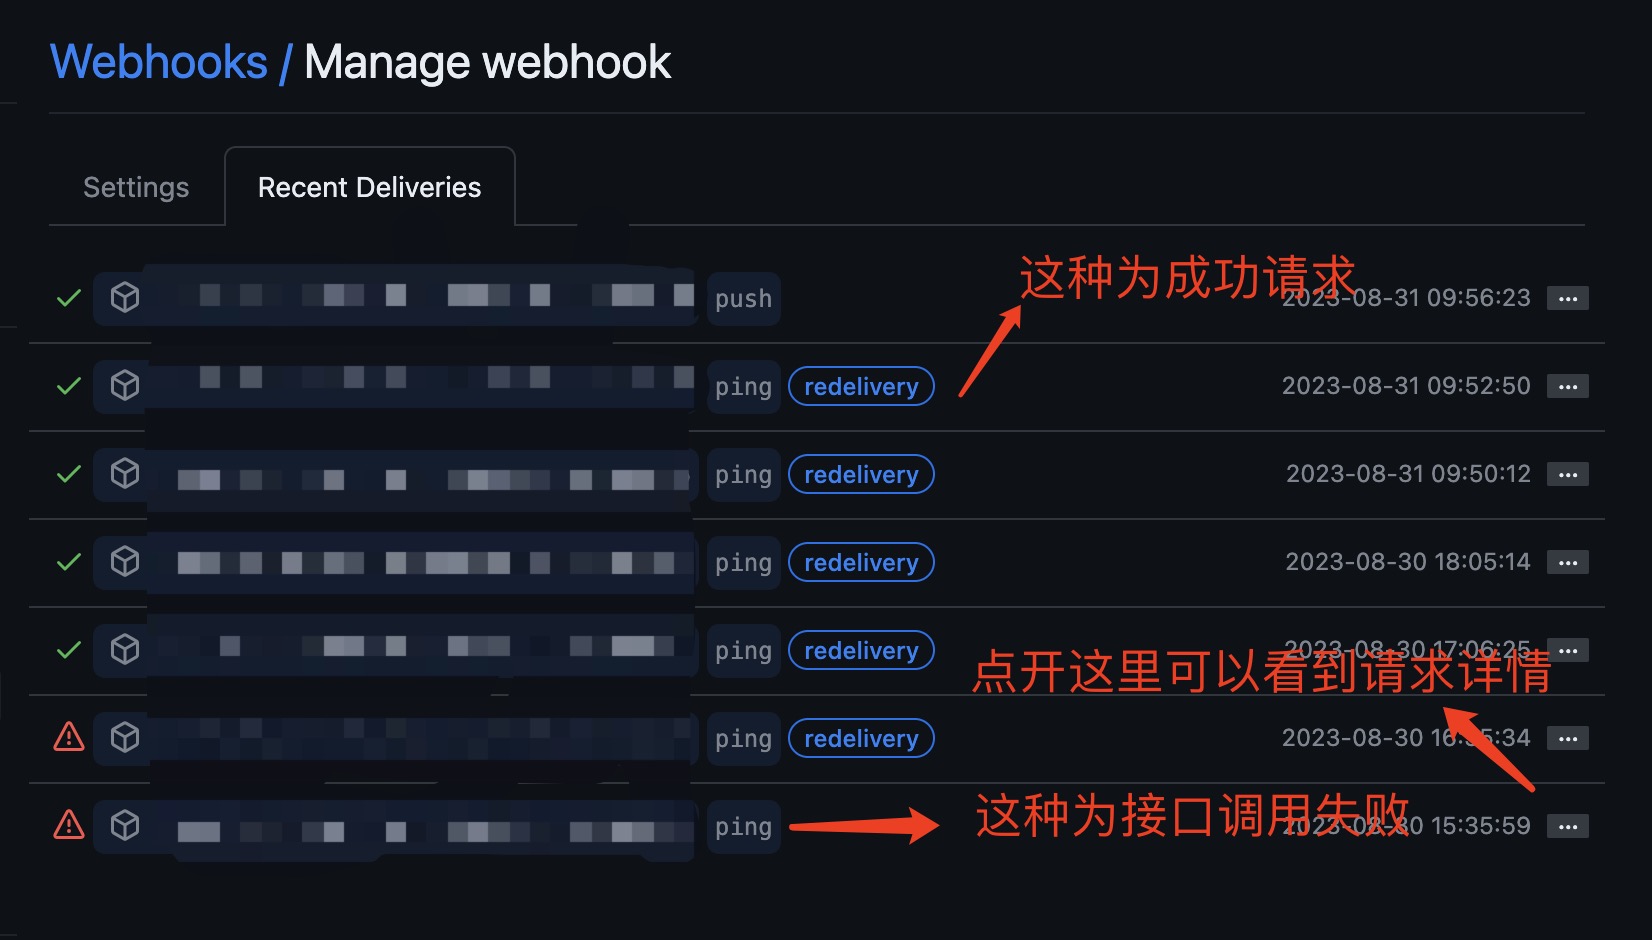 Webhooks / Manage webhook
Settings
Recent Deliveries
这种为成功请求
push
2023-08-31 09:56:23
ping redelivery 2023-08-31 09:52:50
ping redelivery 2023-08-31 09:50:12
ping redelivery 2023-08-30 18:05:14
ping redelivery 2023-08-30 17:06:25
点开这里可以看到请求详情
ping redelivery 2023-08-30 16:35:34
这种为接口调用失败
ping 2023-08-30 15:35:59